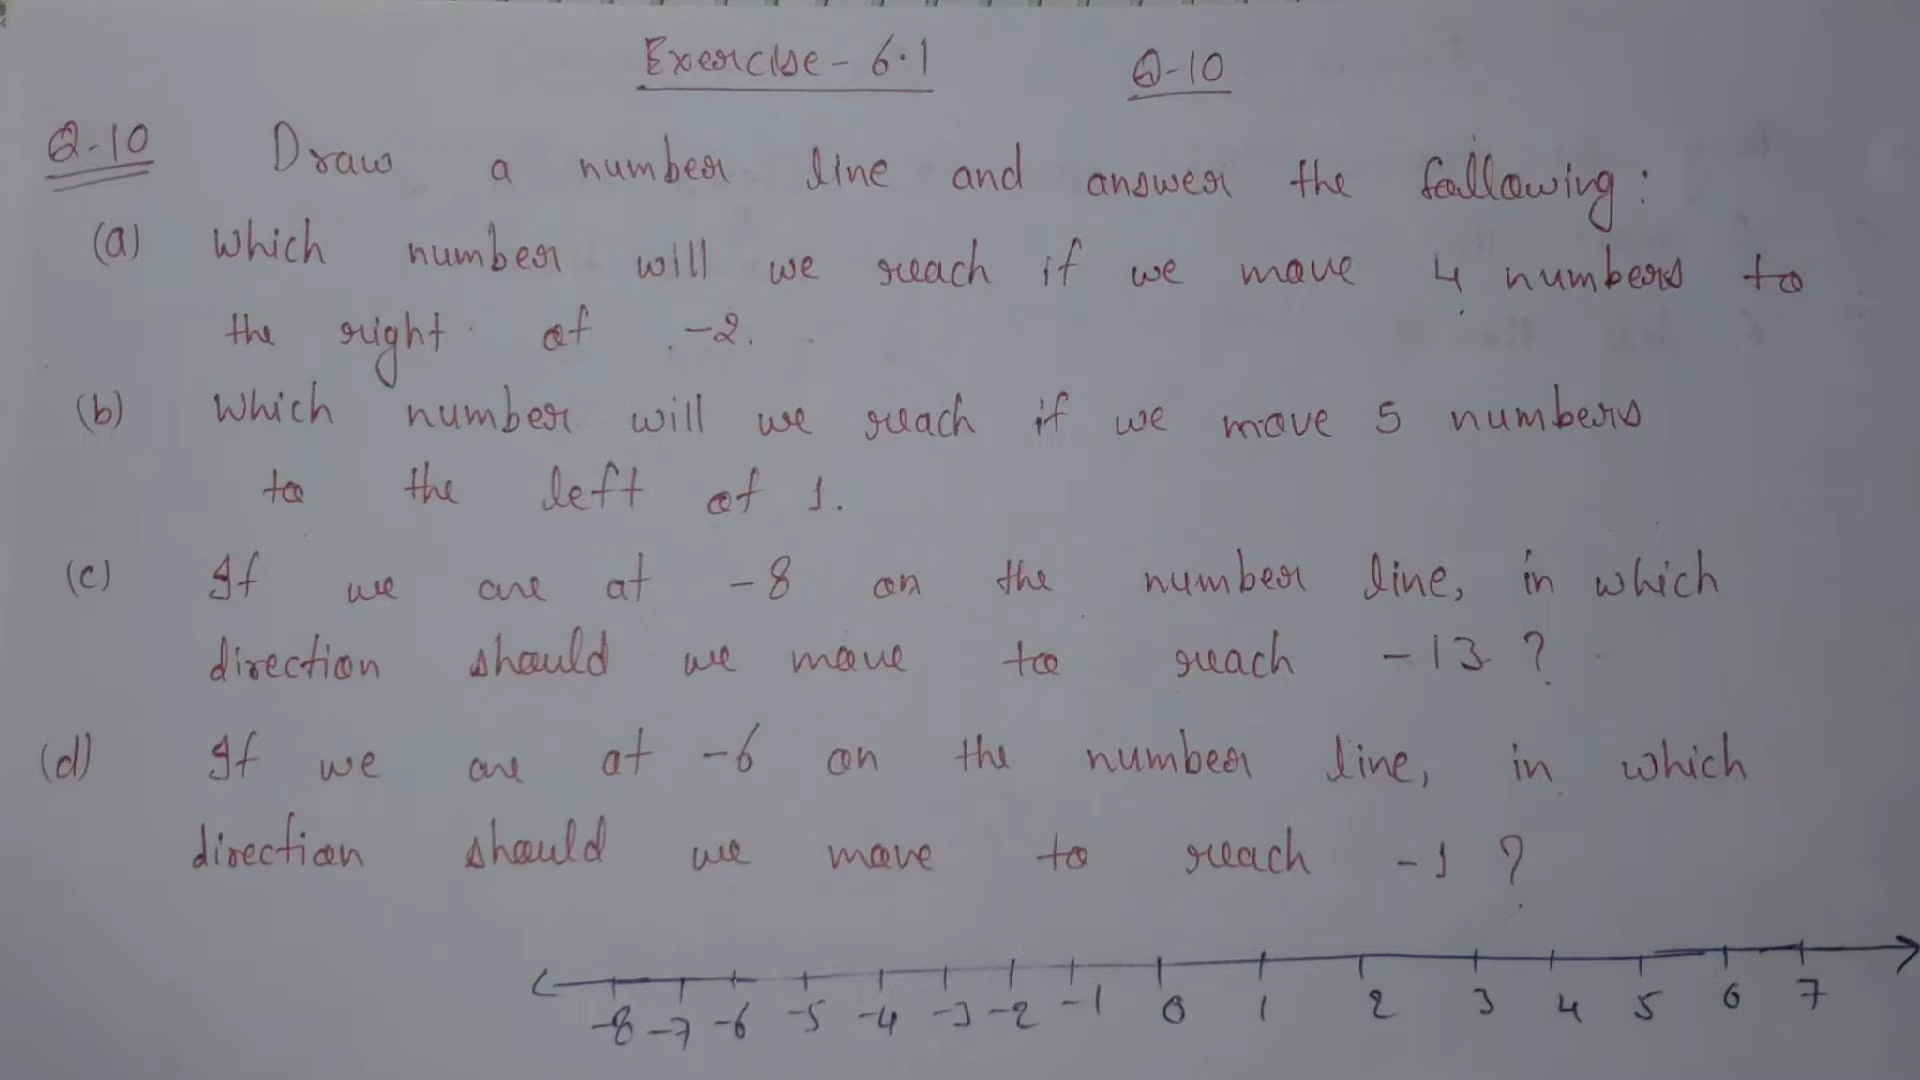 Exercise - 6.1 Q-10
Q-10 Draw a number line and answer the following:
(a) which number will we reach if we move 4 numbers to
the right of -2.
(b) which number will we reach if we move 5 numbers
to the left of 1.
(c) If we are at -8 on the number line, in which
direction should we move to reach -13 ?
(d) If we are at -6 on the number line, in which
direction should we move to reach -1 ?
-8 -7 -6 -5 -4 -3 -2 -1 0 1 2 3 4 5 6 7